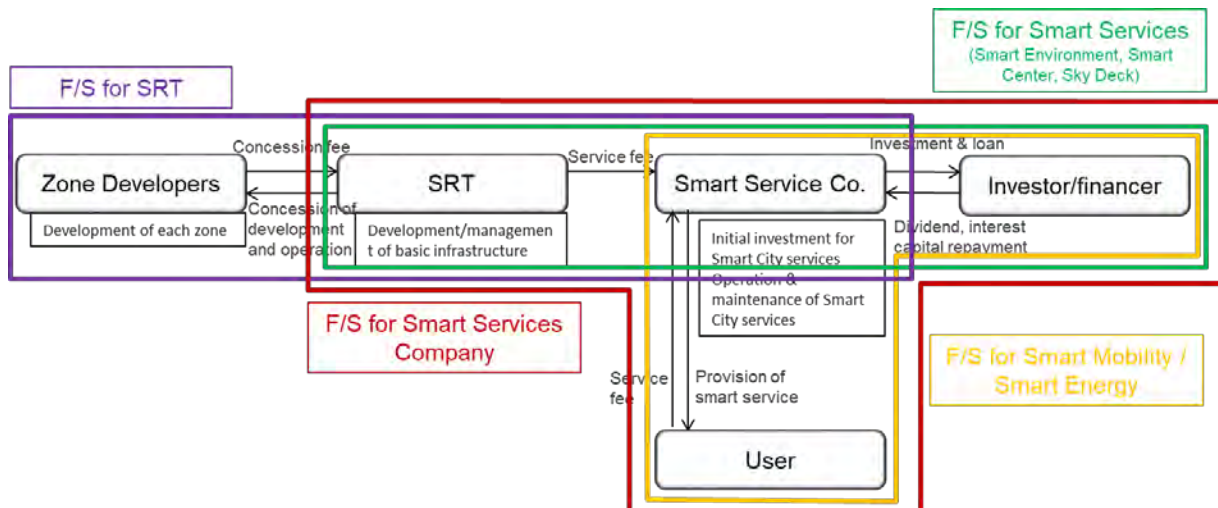 F/S for Smart Services
(Smart Environment, Smart
Center, Sky Deck)
F/S for SRT
Concession fee
Service fee
Investment & loan
Zone Developers
SRT
Smart Service Co.
Investor/financer
Development of each zone
Concession of
development
and operation
Development/managemen
t of basic infrastructure
Initial investment for
Smart City services
Operation &
maintenance of Smart
City services
Dividend, interest
capital repayment
F/S for Smart Services
Company
F/S for Smart Mobility /
Smart Energy
Service
fee
Provision of
smart service
User